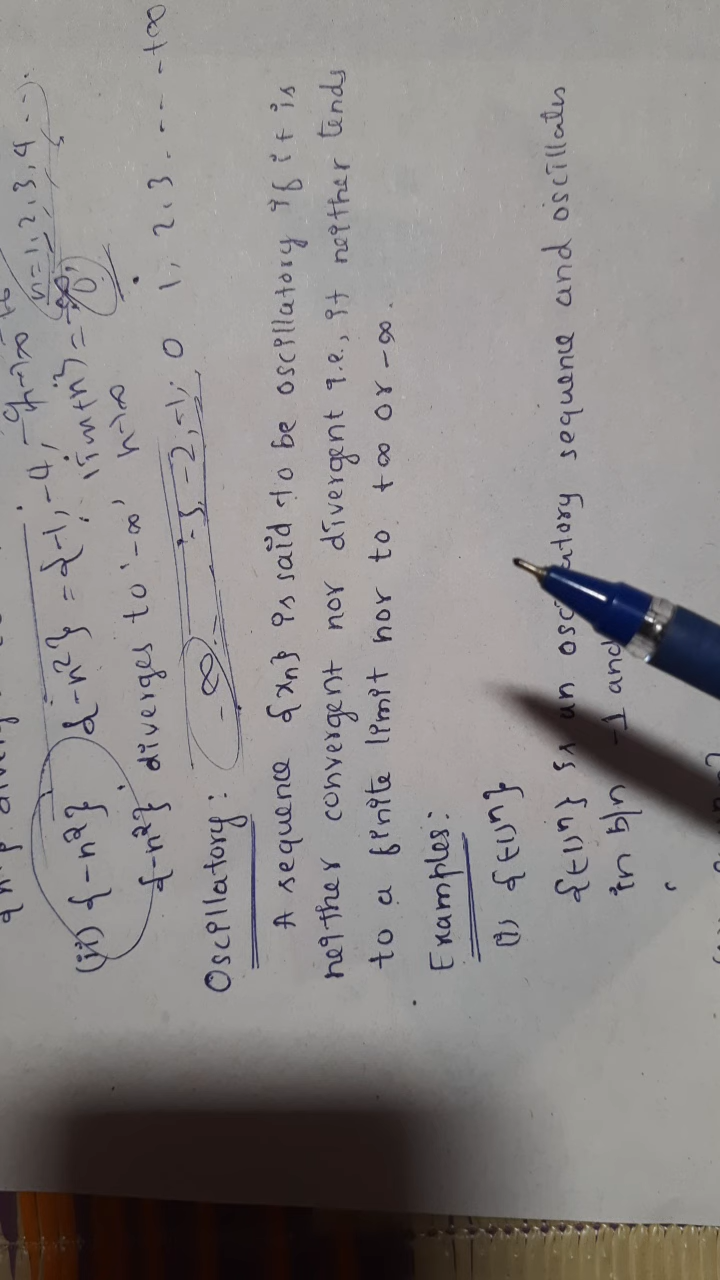 (ii) {-n²} {-n²} = {-1, -4, -9, n = 1, 2, 3, 4 ...
lim +n² =
n→∞
{-n²} diverges to '-∞'
-∞ -3, -2, -1, 0 1, 2, 3 . -- - - +∞
Oscillatory:
A sequence {xn} is said to be oscillatory if it is
neither convergent nor divergent i.e., it neither tends
to a finite limit nor to +∞ or -∞.
Examples:
(i) {(-1)ⁿ}
{(-1)ⁿ} is an oscillatory sequence and oscillates
in b/n -1 and